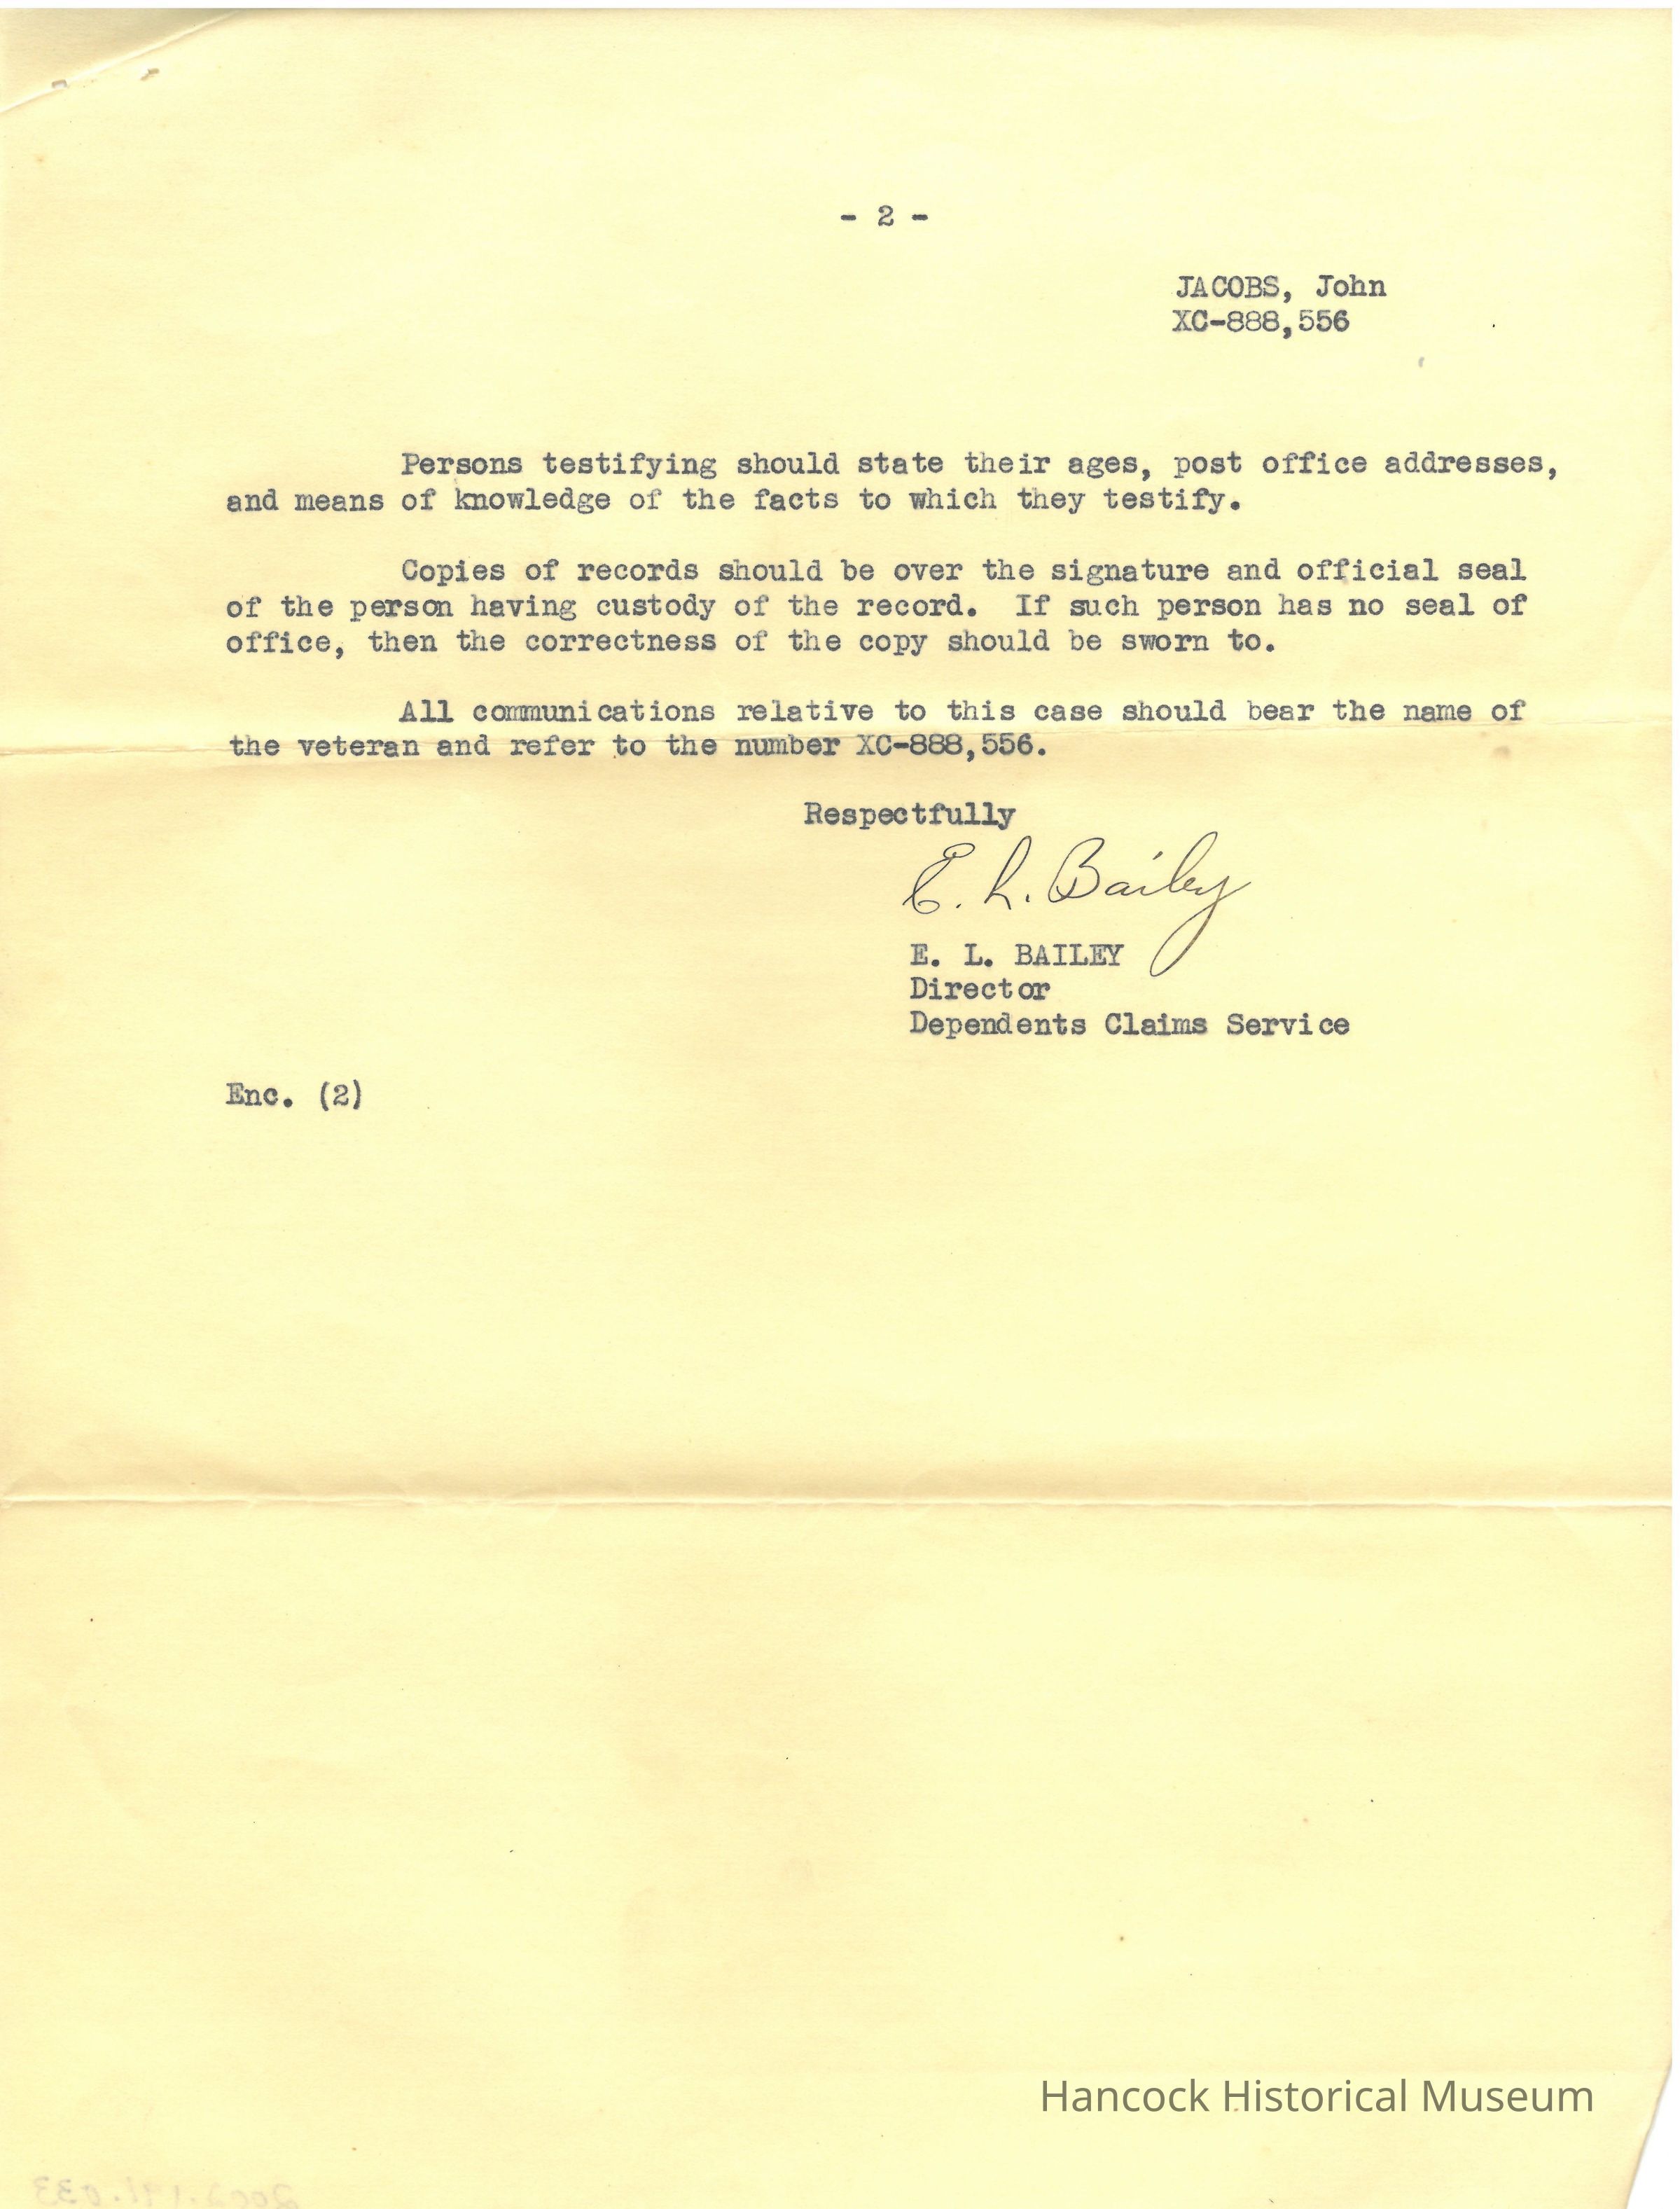 - 2 -
JACOBS, John
XC-888,556
Persons testifying should state their ages, post office addresses,
and means of knowledge of the facts to which they testify.
Copies of records should be over the signature and official seal
of the person having custody of the record. If such person has no seal of
office, then the correctness of the copy should be sworn to.
All communications relative to this case should bear the name of
the veteran and refer to the number XC-888,556.
Respectfully
E. L. Bailey
E. L. BAILEY
Director
Dependents Claims Service
Enc. (2)
Hancock Historical Museum